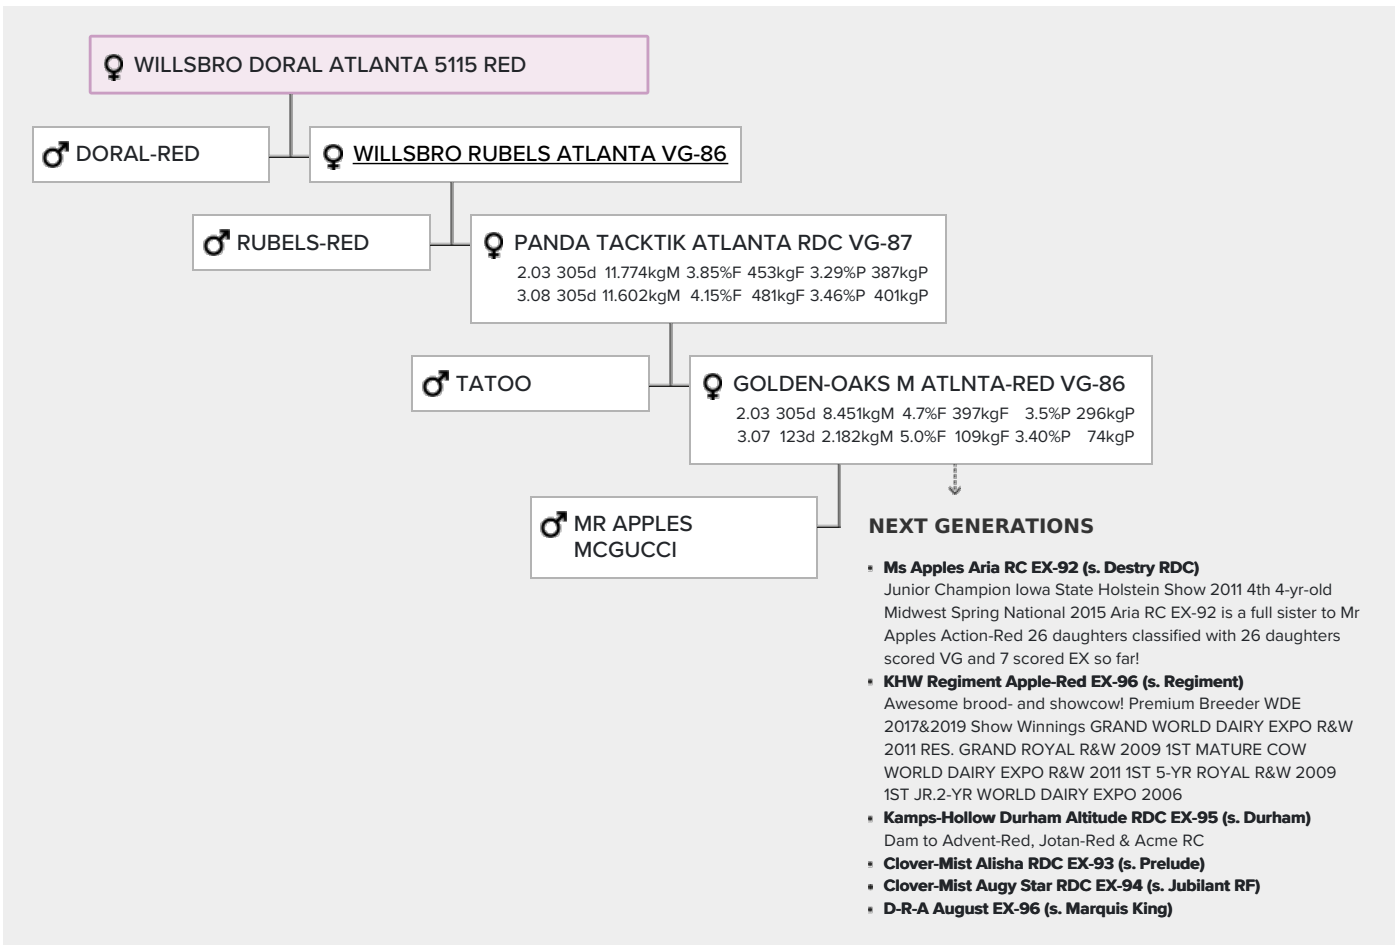 WILLSBRO DORAL ATLANTA 5115 RED
DORAL-RED
WILLSBRO RUBELS ATLANTA VG-86
RUBELS-RED
PANDA TACKTIK ATLANTA RDC VG-87
2.03 305d 11.774kgM 3.85%F 453kgF 3.29%P 387kgP
3.08 305d 11.602kgM 4.15%F 481kgF 3.46%P 401kgP
TATOO
GOLDEN-OAKS M ATLNTA-RED VG-86
2.03 305d 8.451kgM 4.7%F 397kgF 3.5%P 296kgP
3.07 123d 2.182kgM 5.0%F 109kgF 3.40%P 74kgP
MR APPLES
MCGUCCI
NEXT GENERATIONS
Ms Apples Aria RC EX-92 (s. Destry RDC)
Junior Champion Iowa State Holstein Show 2011 4th 4-yr-old
Midwest Spring National 2015 Aria RC EX-92 is a full sister to Mr
Apples Action-Red 26 daughters classified with 26 daughters
scored VG and 7 scored EX so far!
KHW Regiment Apple-Red EX-96 (s. Regiment)
Awesome brood- and showcow! Premium Breeder WDE
2017&2019 Show Winnings GRAND WORLD DAIRY EXPO R&W
2011 RES. GRAND ROYAL R&W 2009 1ST MATURE COW
WORLD DAIRY EXPO R&W 2011 1ST 5-YR ROYAL R&W 2009
1ST JR.2-YR WORLD DAIRY EXPO 2006
Kamps-Hollow Durham Altitude RDC EX-95 (s. Durham)
Dam to Advent-Red, Jotan-Red & Acme RC
Clover-Mist Alisha RDC EX-93 (s. Prelude)
Clover-Mist Augy Star RDC EX-94 (s. Jubilant RF)
D-R-A August EX-96 (s. Marquis King)